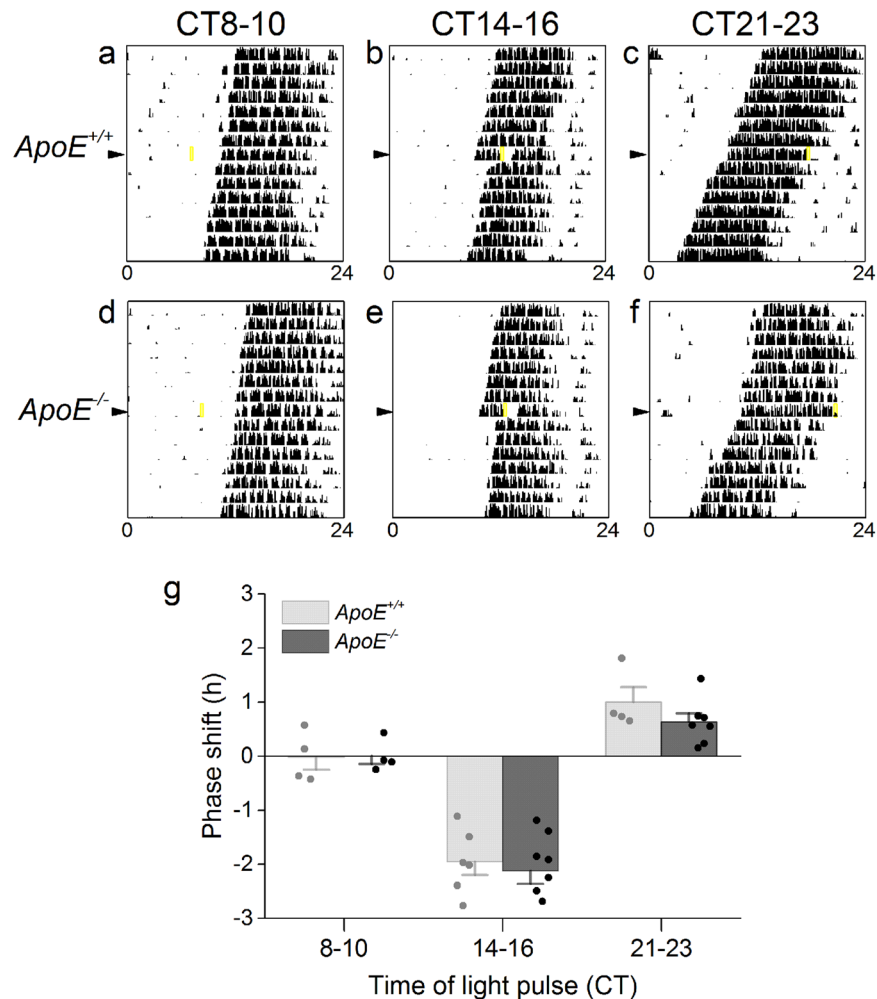 CT8-10 CT14-16 CT21-23
a b c
ApoE+/+
0 24 0 24 0 24
d e f
ApoE-/-
0 24 0 24 0 24
g
3
2
1
0
-1
-2
-3
Phase shift (h)
ApoE+/+
ApoE-/-
8-10 14-16 21-23
Time of light pulse (CT)